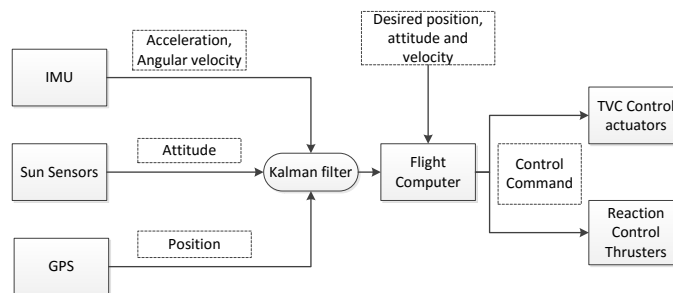 Acceleration,
Angular velocity
Desired position,
attitude and
velocity
IMU
TVC Control
actuators
Sun Sensors
Attitude
Kalman filter
Flight
Computer
Control
Command
Position
Reaction
Control
Thrusters
GPS